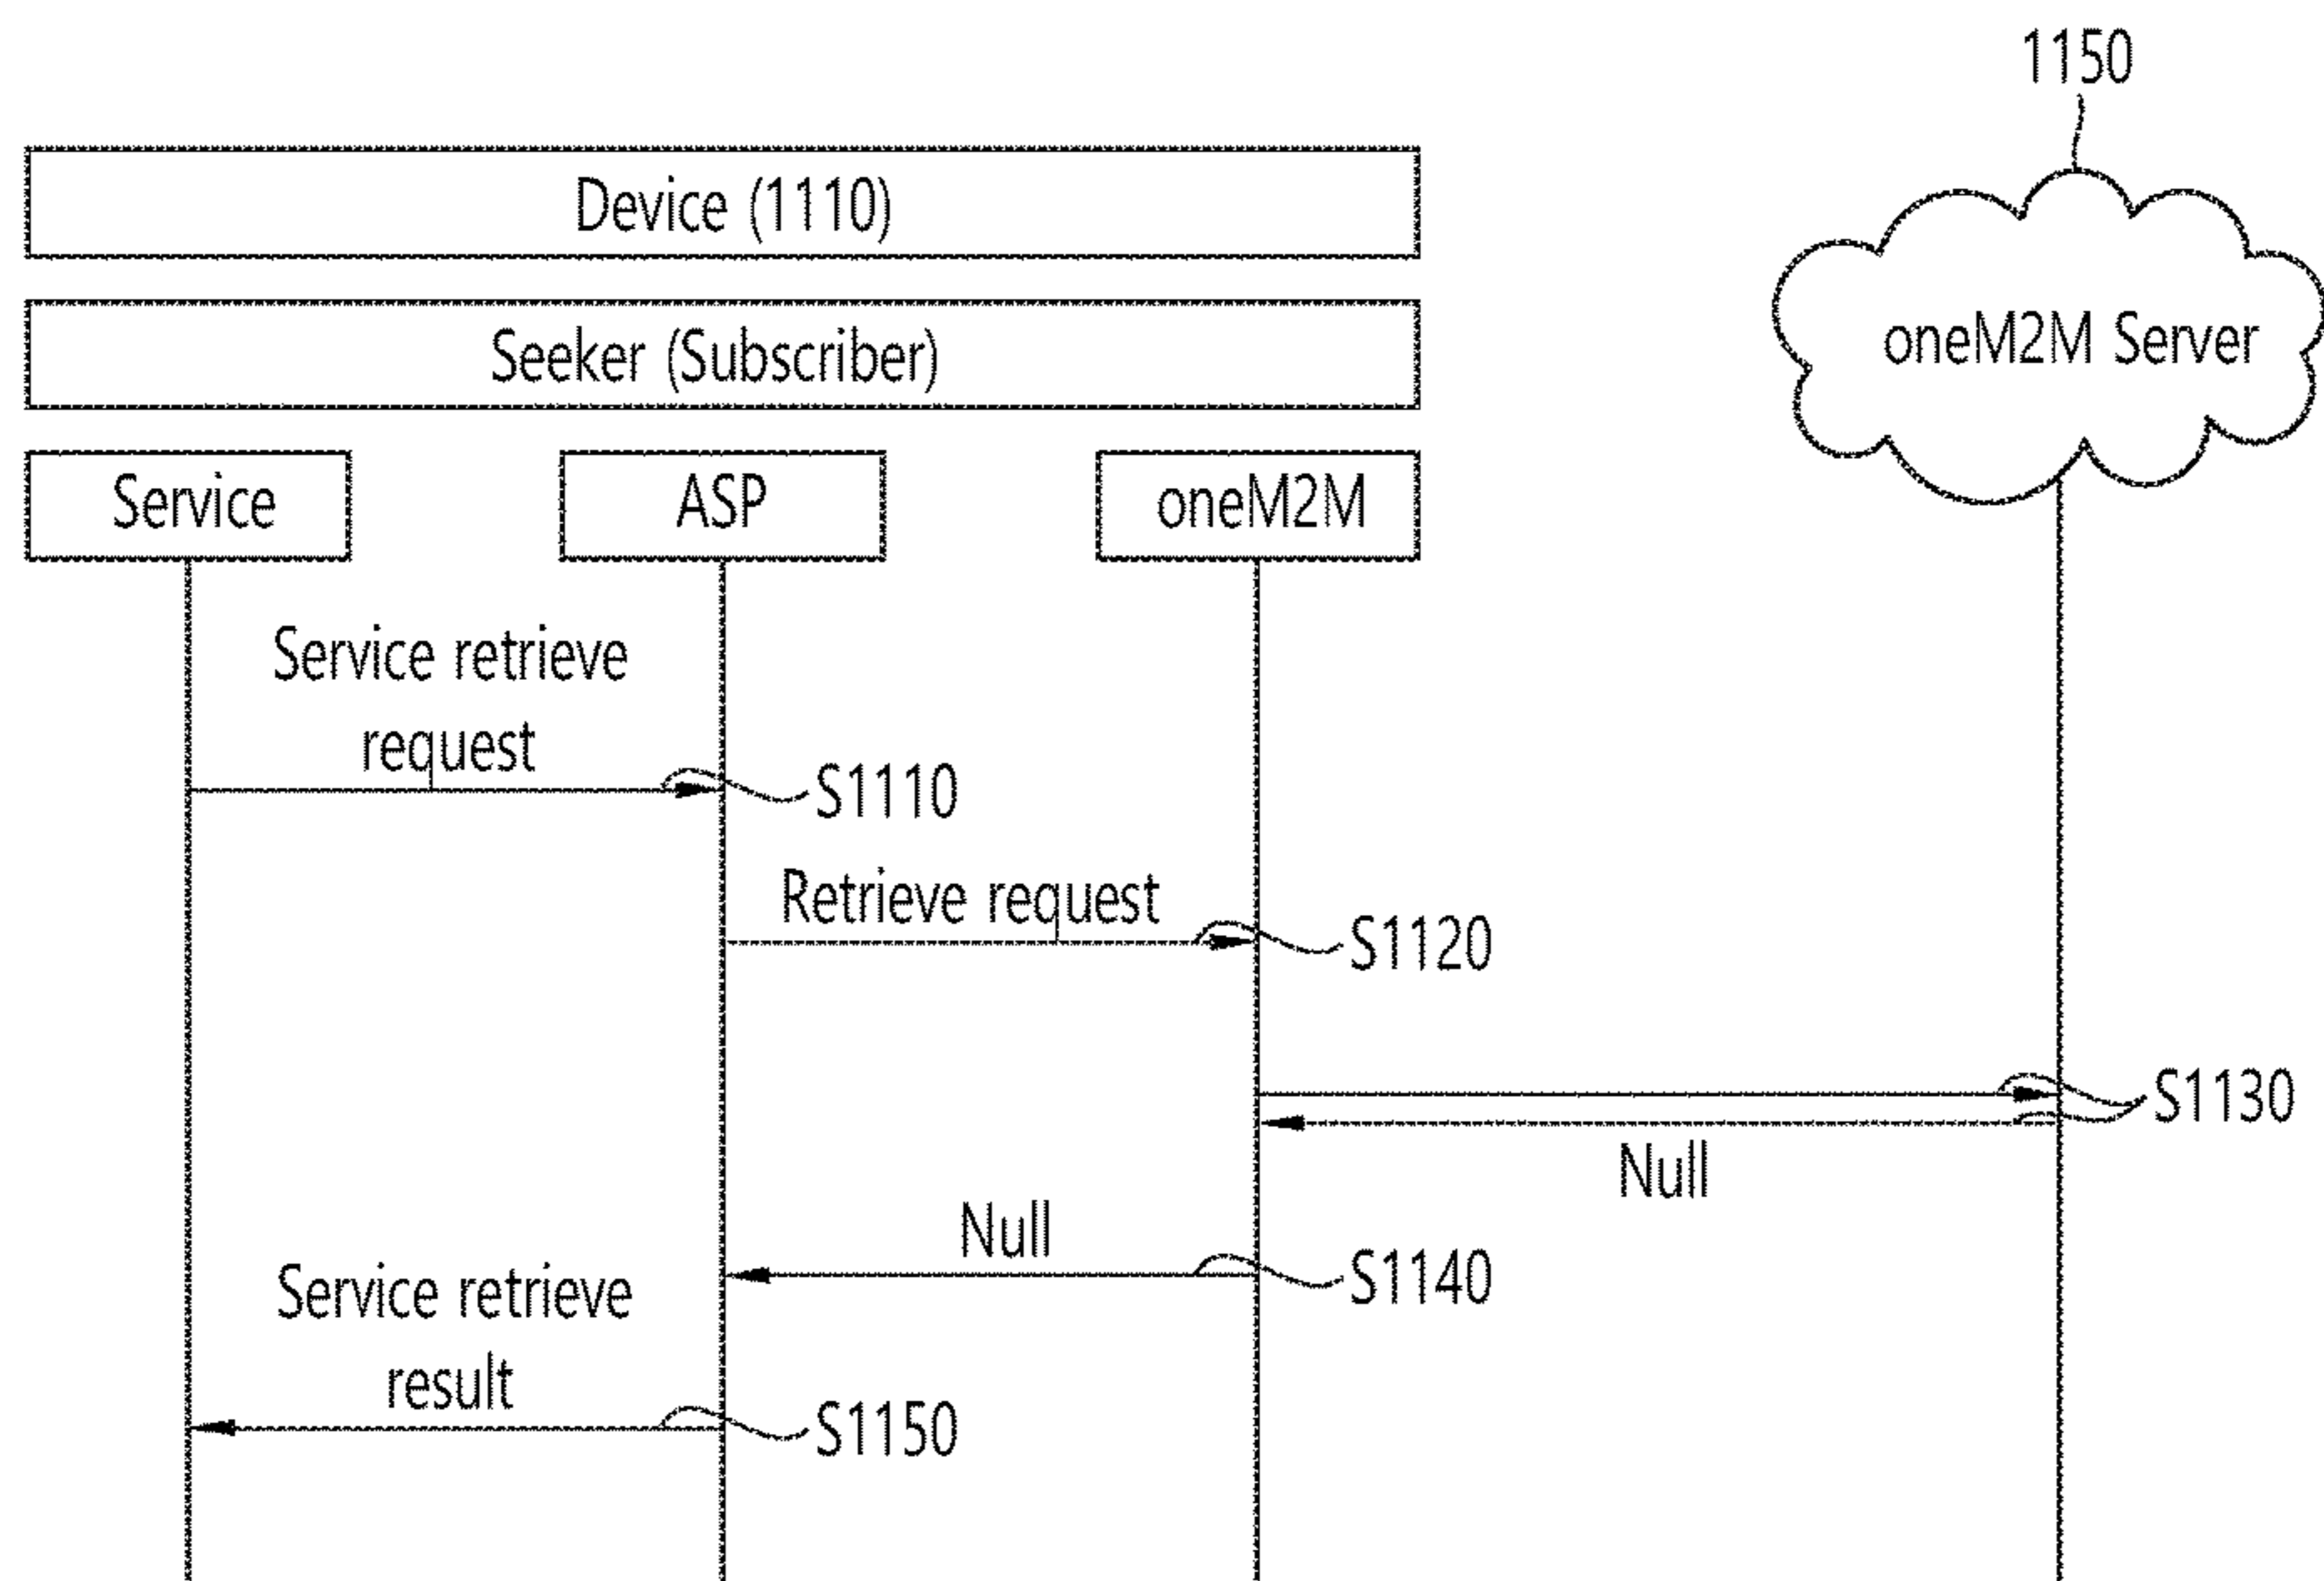 1150
Device (1110)
Seeker (Subscriber)
oneM2M Server
Service
ASP
oneM2M
Service retrieve
request
S1110
Retrieve request
S1120
S1130
Null
Null
S1140
Service retrieve
result
S1150